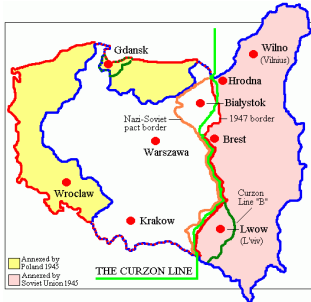 Gdansk
Wilno
(Vilnius)
Hrodna
Bialystok
Nazi-Soviet
pact border
1947 border
Warszawa
Brest
Wroclaw
Curzon
Line "B"
Krakow
Lwow
(L'viv)
Annexed by
Poland 1945
Annexed by
Soviet Union 1945
THE CURZON LINE